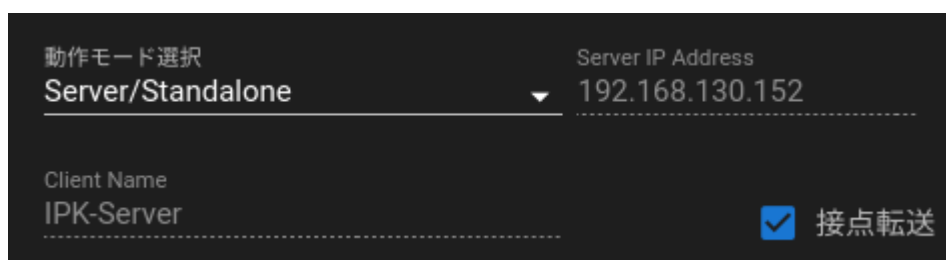 動作モード選択
Server IP Address
Server/Standalone
192.168.130.152
Client Name
IPK-Server
接点転送